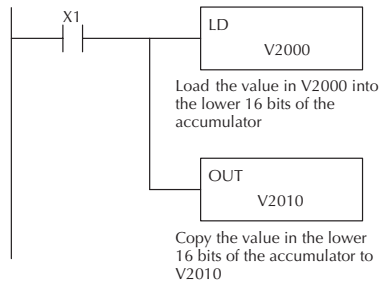 X1
LD
V2000
Load the value in V2000 into
the lower 16 bits of the
accumulator
OUT
V2010
Copy the value in the lower
16 bits of the accumulator to
V2010